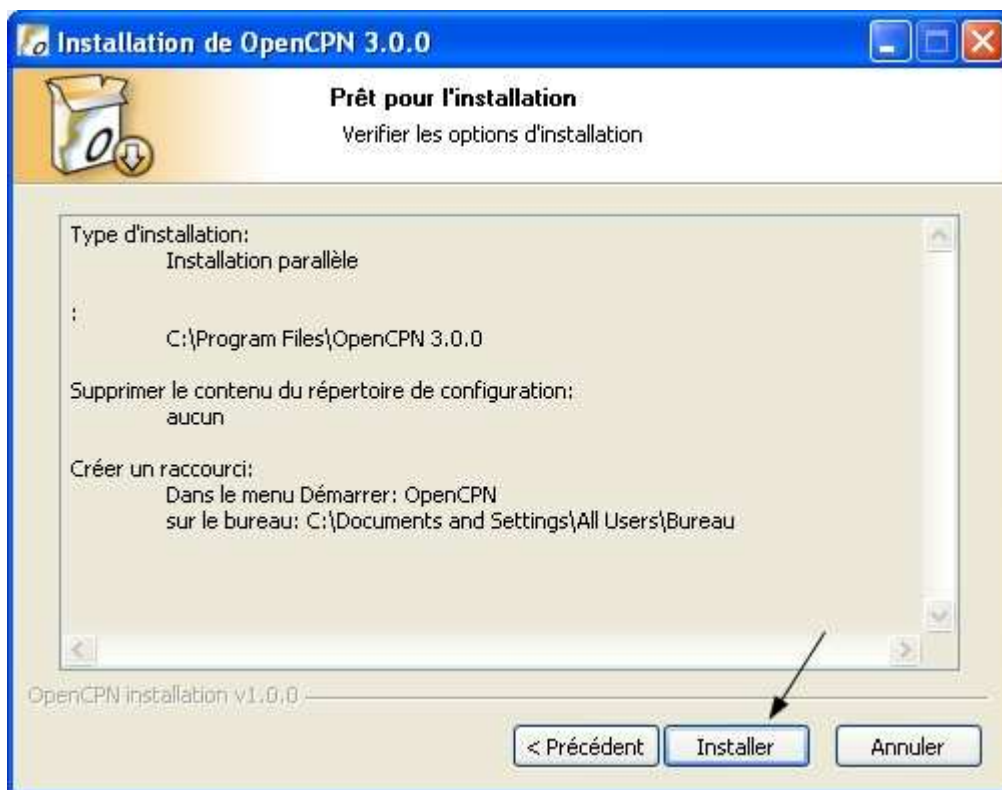 Installation de OpenCPN 3.0.0
Prêt pour l'installation
Verifier les options d'installation
Type d'installation:
Installation parallèle
:
C:\Program Files\OpenCPN 3.0.0
Supprimer le contenu du répertoire de configuration:
aucun
Créer un raccourci:
Dans le menu Démarrer: OpenCPN
sur le bureau: C:\Documents and Settings\All Users\Bureau
OpenCPN installation v1.0.0
< Précédent
Installer
Annuler